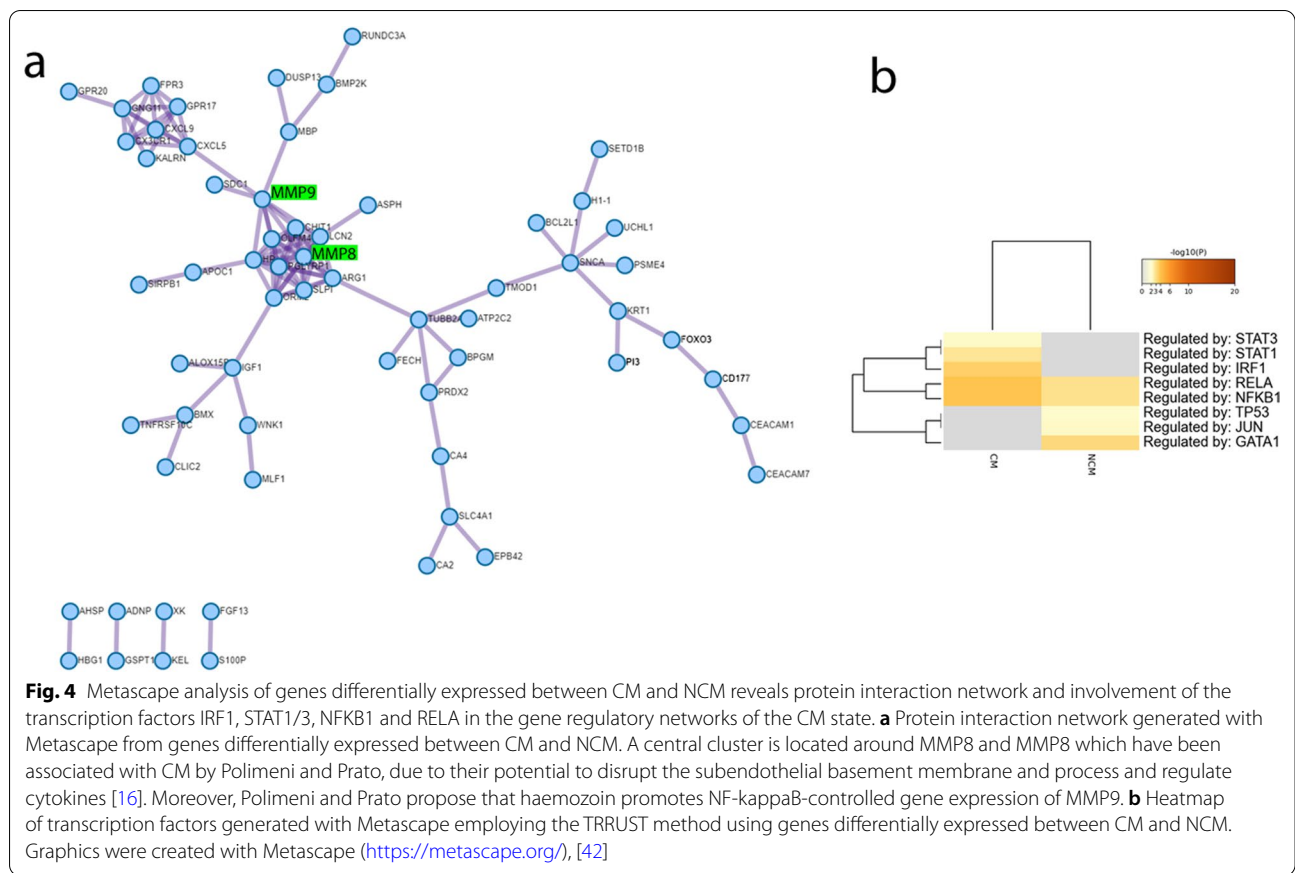 a
b
RUNDC3A
DUSP13
BMP2K
GPR20
FPR3
GNG11
GPR17
CXCL9
CX3CR1
CXCL5
KALRN
MBP
SDC1
MMP9
ASPH
CHIT1
OLFM4
LCN2
MMP8
HP
PGLYRP1
ARG1
APOC1
SIRPB1
SLPI
SETD1B
H1-1
BCL2L1
UCHL1
SNCA
PSME4
TMOD1
KRT1
TUBB2A
ATP2C2
FOXO3
FECH
BPGM
PI3
CD177
PRDX2
ALOX15B
IGF1
BMX
TNFRSF10C
WNK1
CEACAM1
CLIC2
MLF1
CA4
CEACAM7
SLC4A1
CA2
EPB42
AHSP
ADNP
XK
FGF13
HBG1
GSPT1
KEL
S100P
-log10(P)
0 2 3 4 6 10 20
Regulated by: STAT3
Regulated by: STAT1
Regulated by: IRF1
Regulated by: RELA
Regulated by: NFKB1
Regulated by: TP53
Regulated by: JUN
Regulated by: GATA1
CM
NCM
Fig. 4 Metascape analysis of genes differentially expressed between CM and NCM reveals protein interaction network and involvement of the
transcription factors IRF1, STAT1/3, NFKB1 and RELA in the gene regulatory networks of the CM state. a Protein interaction network generated with
Metascape from genes differentially expressed between CM and NCM. A central cluster is located around MMP8 and MMP8 which have been
associated with CM by Polimeni and Prato, due to their potential to disrupt the subendothelial basement membrane and process and regulate
cytokines [16]. Moreover, Polimeni and Prato propose that haemozoin promotes NF-kappaB-controlled gene expression of MMP9. b Heatmap
of transcription factors generated with Metascape employing the TRRUST method using genes differentially expressed between CM and NCM.
Graphics were created with Metascape (https://metascape.org/), [42]